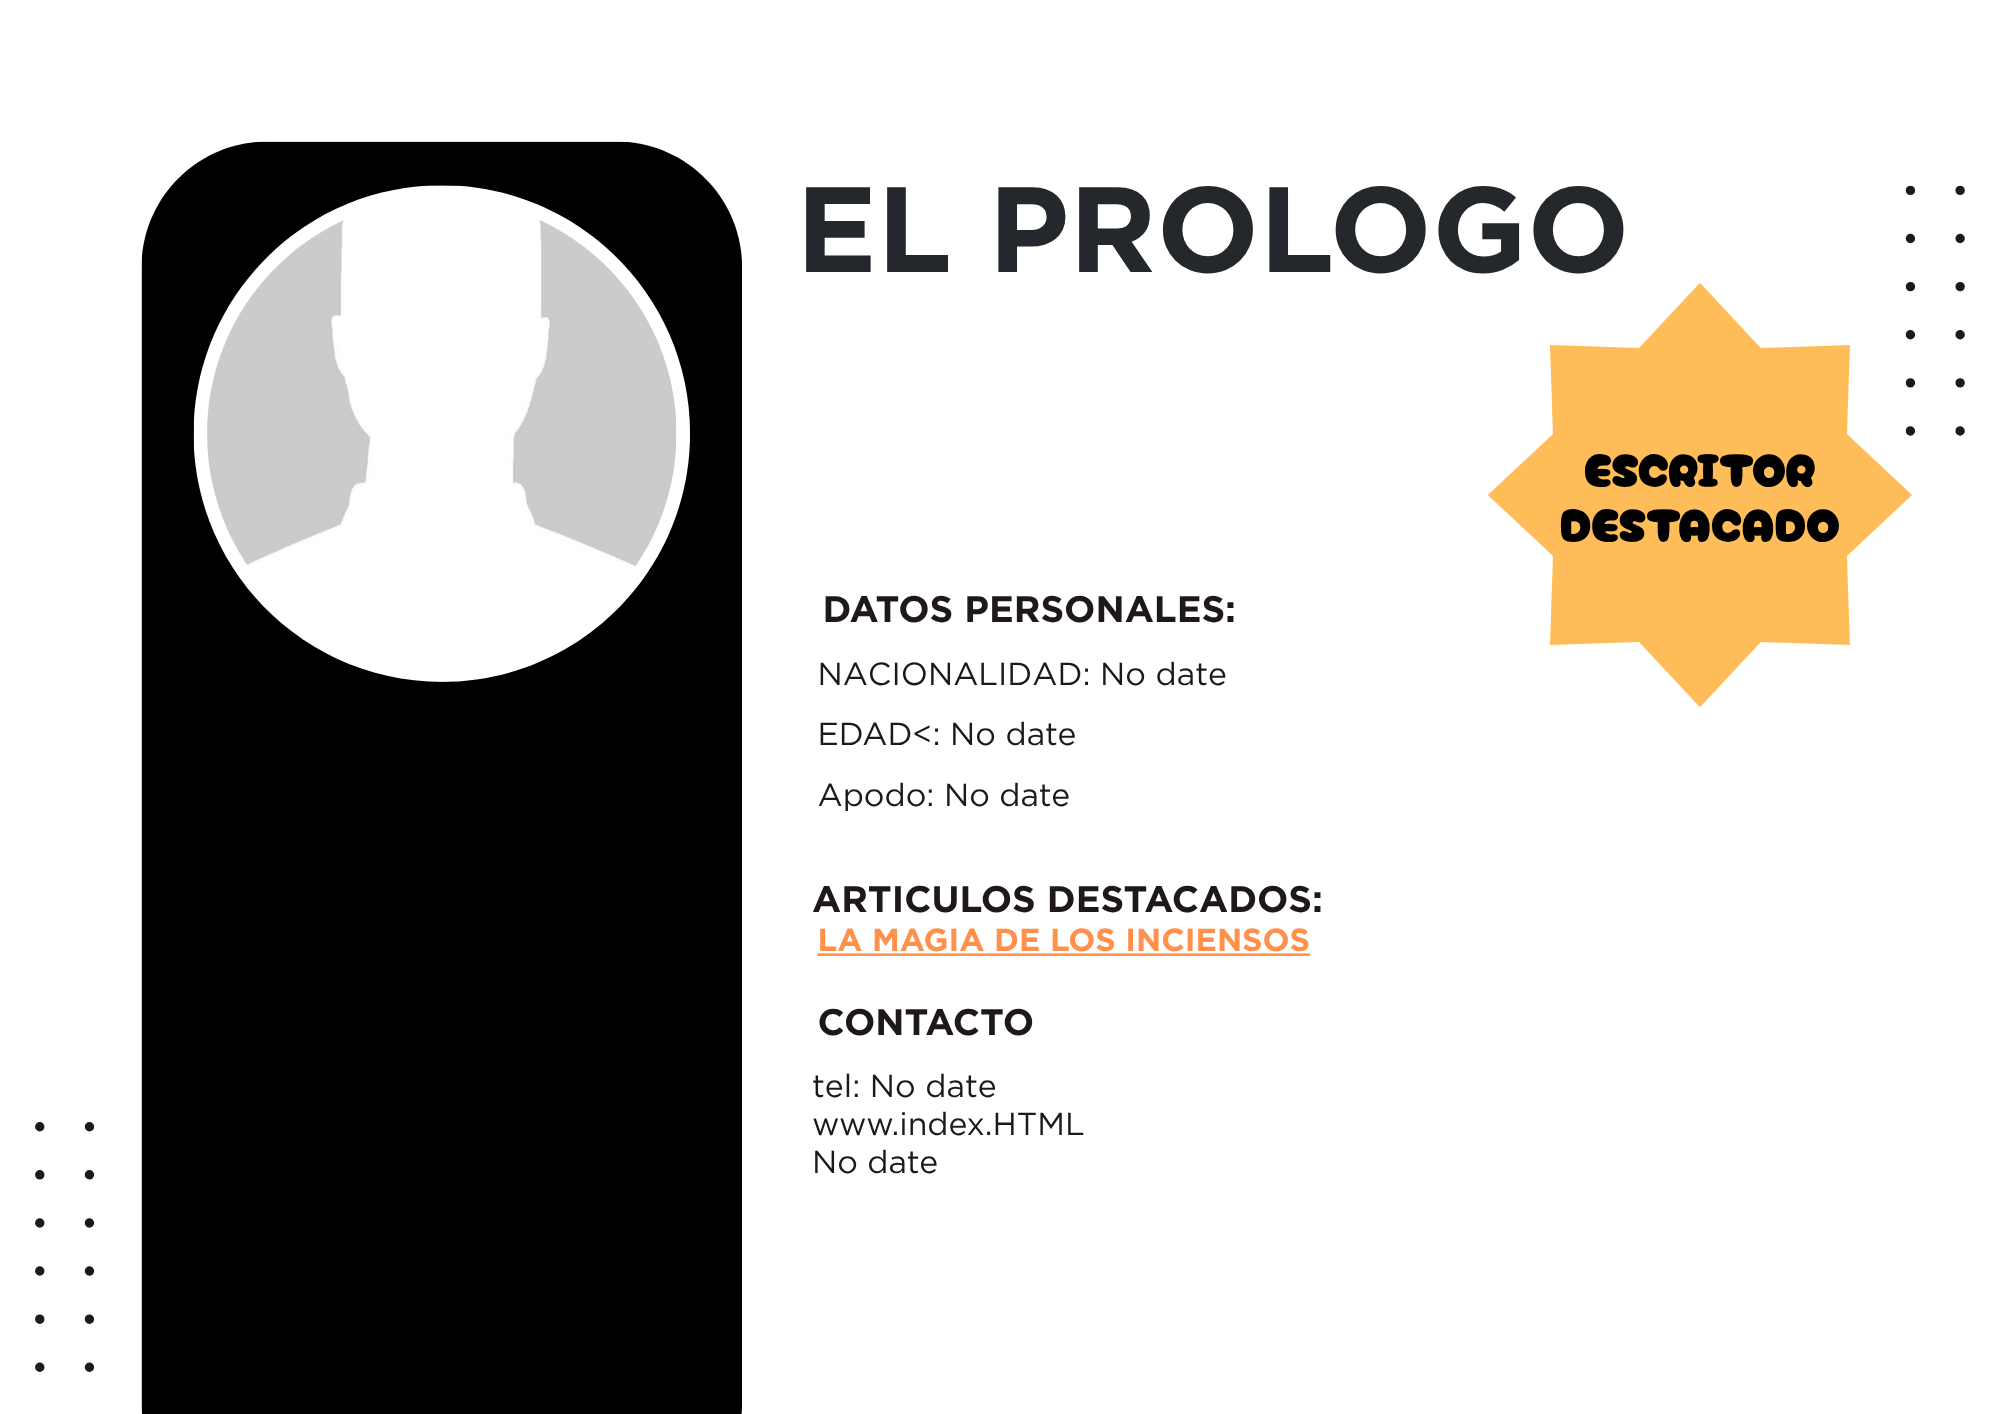 EL PROLOGO
ESCRITOR
DESTACADO
DATOS PERSONALES:
NACIONALIDAD: No date
EDAD<: No date
Apodo: No date
ARTICULOS DESTACADOS:
LA MAGIA DE LOS INCIENSOS
CONTACTO
tel: No date
www.index.HTML
No date